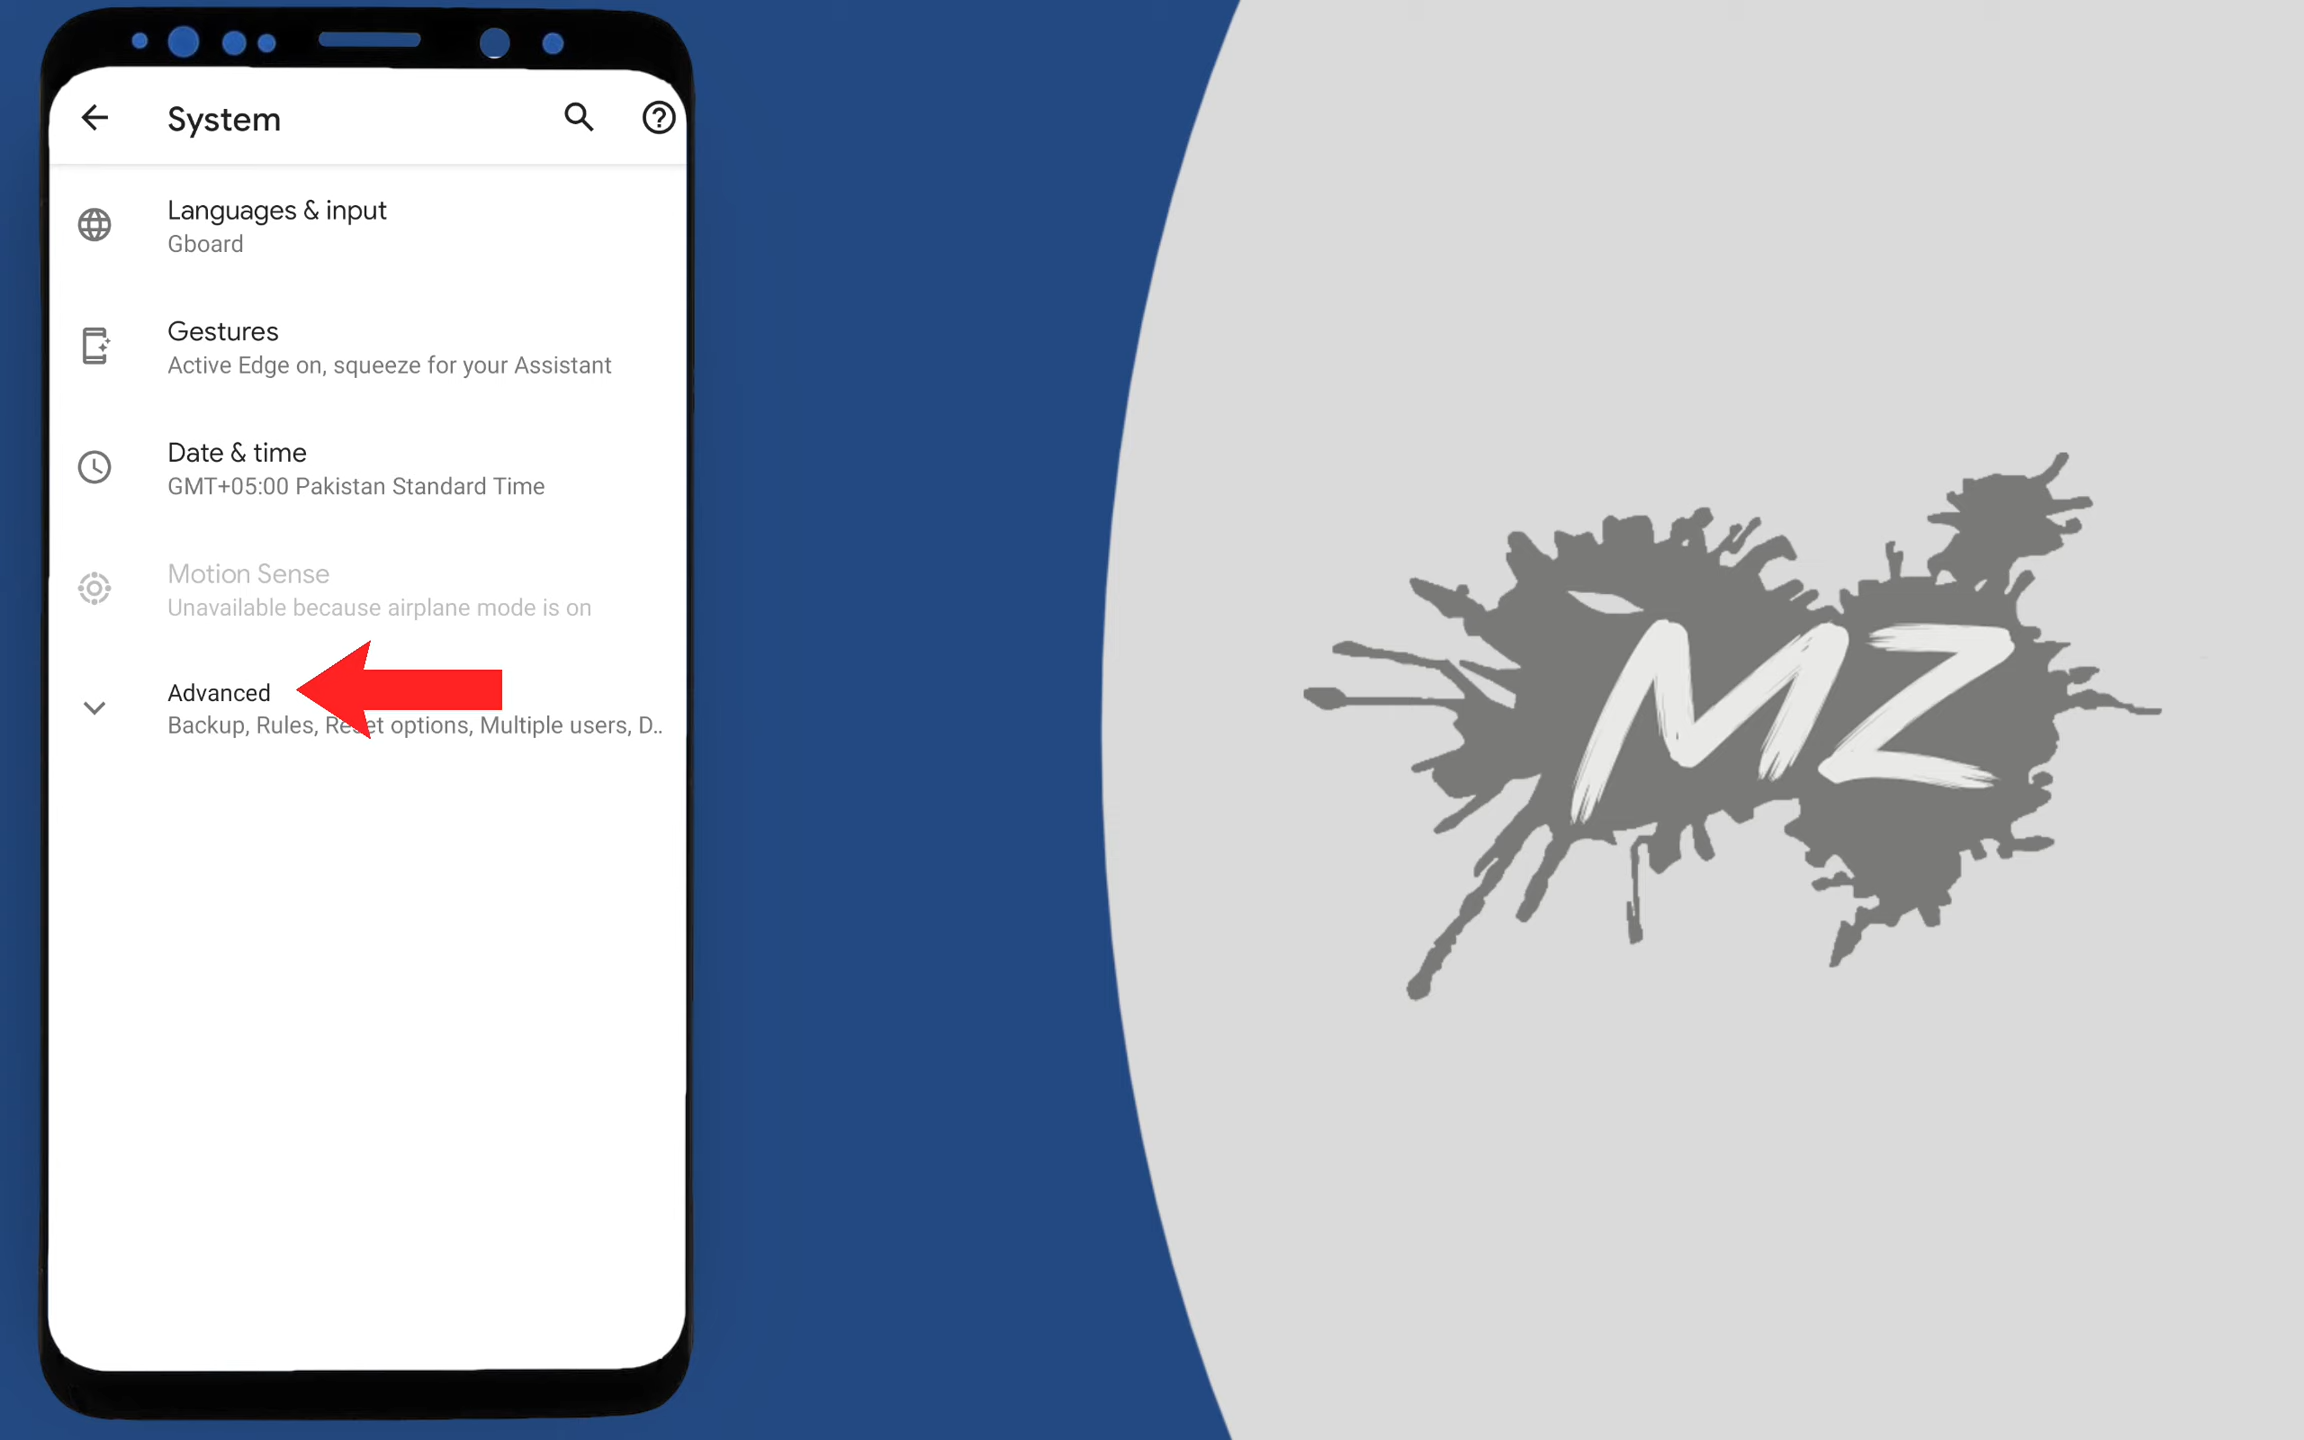 System
Languages & input
Gboard
Gestures
Active Edge on, squeeze for your Assistant
Date & time
GMT+05:00 Pakistan Standard Time
Motion Sense
Unavailable because airplane mode is on
Advanced
Backup, Rules, Reset options, Multiple users, D..
MZ